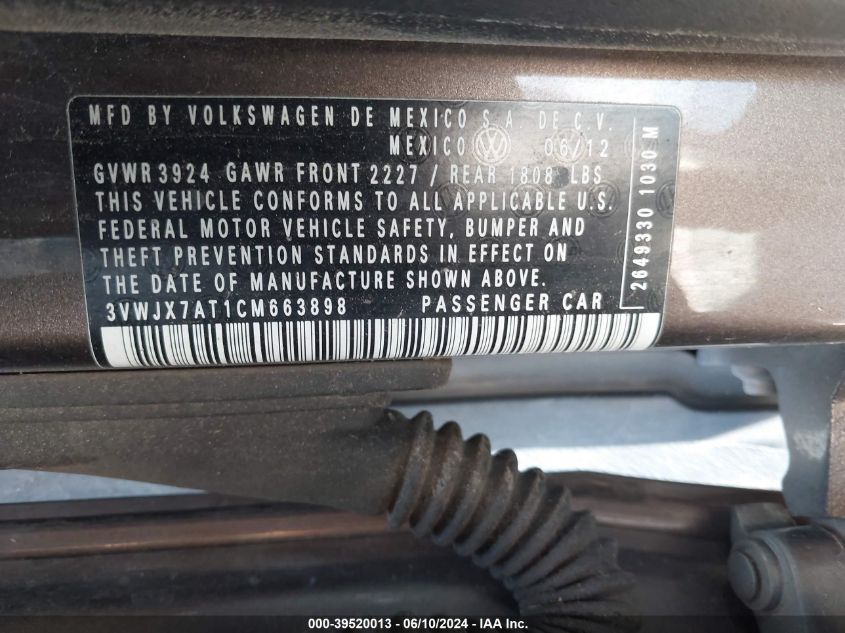 MFD BY VOLKSWAGEN DE MEXICO S.A. DE C.V.
MEXICO 06/12
GVWR 3924 GAWR FRONT 2227 / REAR 1808 LBS
THIS VEHICLE CONFORMS TO ALL APPLICABLE U.S.
FEDERAL MOTOR VEHICLE SAFETY, BUMPER AND
THEFT PREVENTION STANDARDS IN EFFECT ON
THE DATE OF MANUFACTURE SHOWN ABOVE.
3VWJX7AT1CM663898 PASSENGER CAR
2649330 1030 M
000-39520013 - 06/10/2024 - IAA Inc.